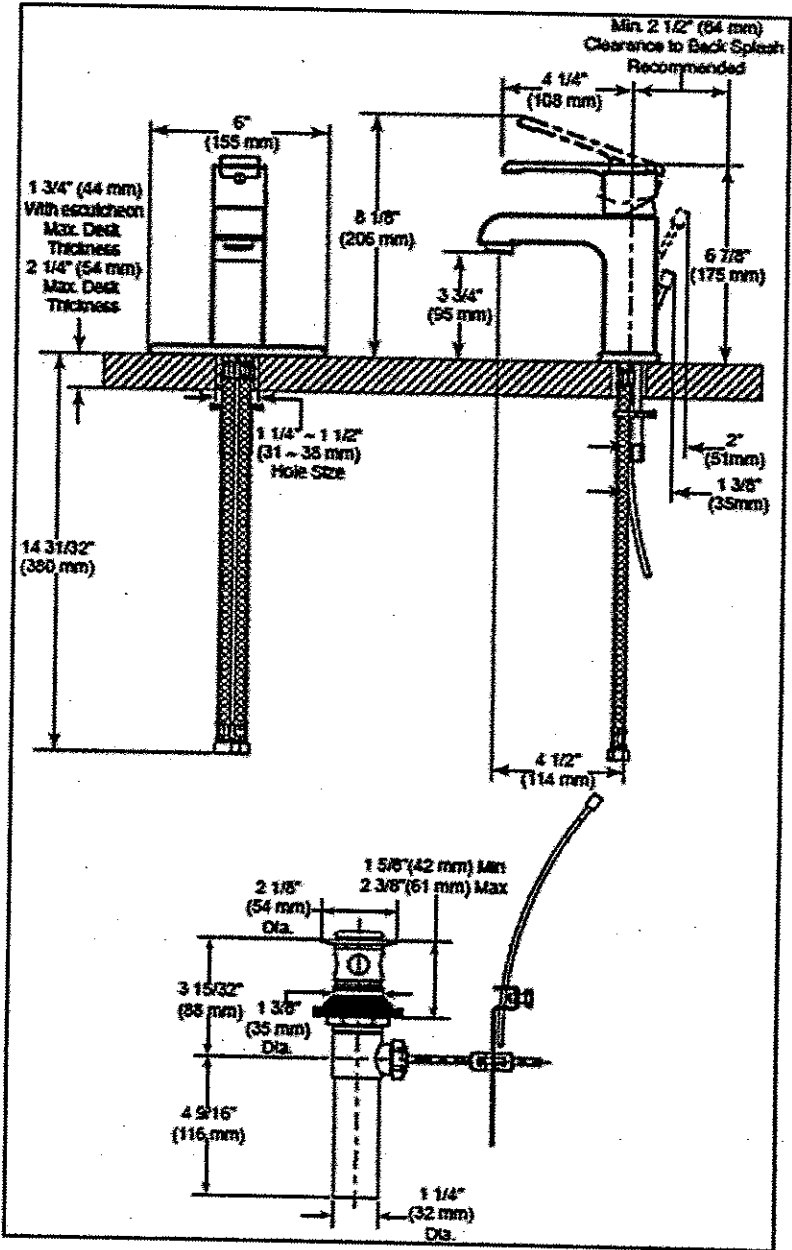 Min. 2 1/2" (64 mm)
Clearance to Back Splash
Recommended
4 1/4"
(108 mm)
6"
(155 mm)
1 3/4" (44 mm)
With escutcheon
Max. Deck
Thickness
2 1/4" (54 mm)
Max. Deck
Thickness
8 1/8"
(206 mm)
6 7/8"
(175 mm)
3 3/4"
(95 mm)
1 1/4" ~ 1 1/2"
(31 ~ 38 mm)
Hole Size
2"
(51mm)
1 3/8"
(35mm)
14 31/32"
(380 mm)
4 1/2"
(114 mm)
1 5/8"(42 mm) Min
2 3/8"(61 mm) Max
2 1/8"
(54 mm)
Dia.
3 15/32"
(88 mm)
1 3/8"
(35 mm)
Dia.
4 9/16"
(116 mm)
1 1/4"
(32 mm)
Dia.